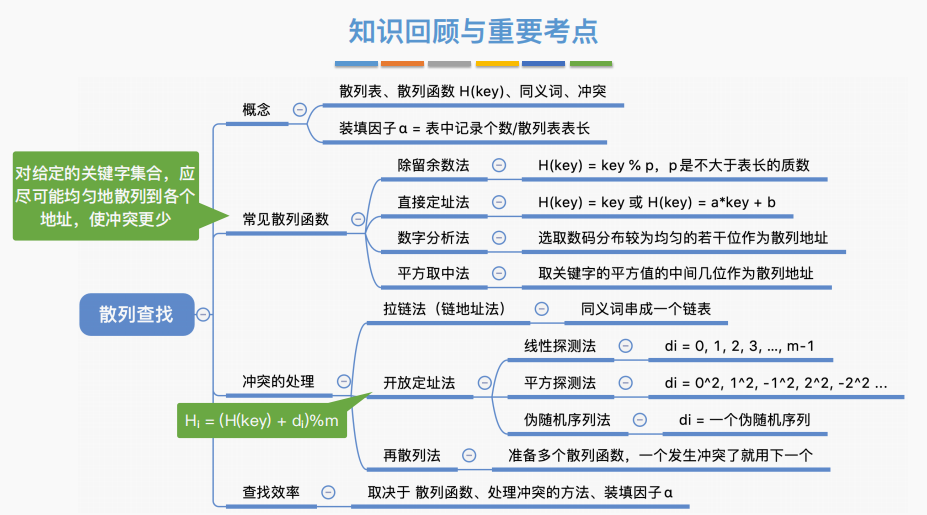 知识回顾与重要考点
散列表、散列函数 H(key)、同义词、冲突
概念
装填因子α = 表中记录个数/散列表表长
对给定的关键字集合，应
尽可能均匀地散列到各个
地址，使冲突更少
除留余数法
H(key) = key % p，p是不大于表长的质数
直接定址法
H(key) = key 或 H(key) = a*key + b
常见散列函数
数字分析法
选取数码分布较为均匀的若干位作为散列地址
平方取中法
取关键字的平方值的中间几位作为散列地址
散列查找
拉链法（链地址法）
同义词串成一个链表
线性探测法
di = 0, 1, 2, 3, …, m-1
冲突的处理
开放定址法
平方探测法
di = 0^2, 1^2, -1^2, 2^2, -2^2 ...
Hᵢ = (H(key) + dᵢ)%m
伪随机序列法
di = 一个伪随机序列
再散列法
准备多个散列函数，一个发生冲突了就用下一个
查找效率
取决于 散列函数、处理冲突的方法、装填因子α